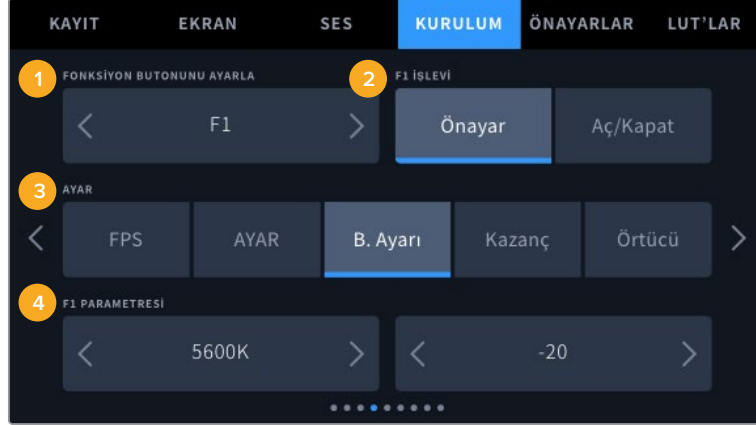 KAYIT EKRAN SES KURULUM ÖNAYARLAR LUT'LAR
1 FONKSİYON BUTONUNU AYARLA 2 F1 İŞLEVİ
F1 Önayar Aç/Kapat
3 AYAR
FPS AYAR B. Ayarı Kazanç Örtücü
4 F1 PARAMETRESİ
5600K -20